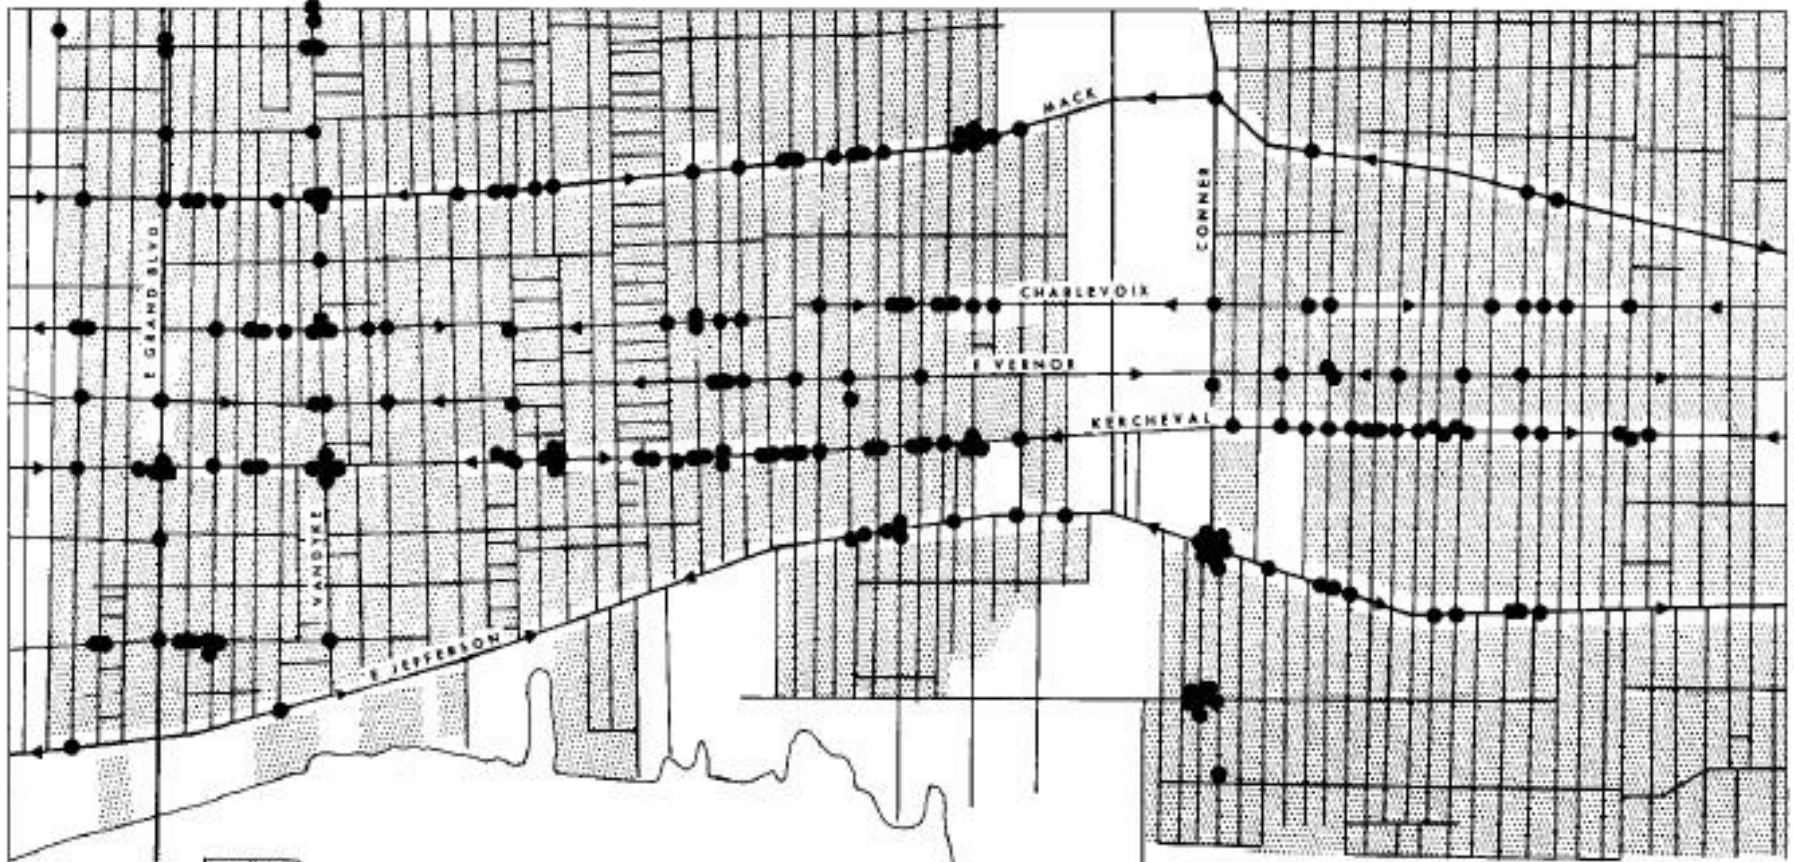 MACK
CONNER
E GRAND BLVD
CHARLEVOIX
E VERNOR
KERCHEVAL
VANDYKE
E JEFFERSON